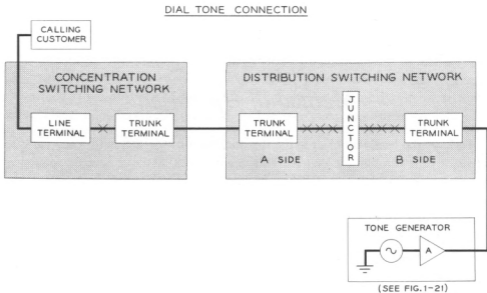 DIAL TONE CONNECTION
CALLING
CUSTOMER
CONCENTRATION
SWITCHING NETWORK
LINE
TERMINAL
TRUNK
TERMINAL
DISTRIBUTION SWITCHING NETWORK
TRUNK
TERMINAL
A SIDE
JUNCTOR
TRUNK
TERMINAL
B SIDE
TONE GENERATOR
A
(SEE FIG. 1-21)